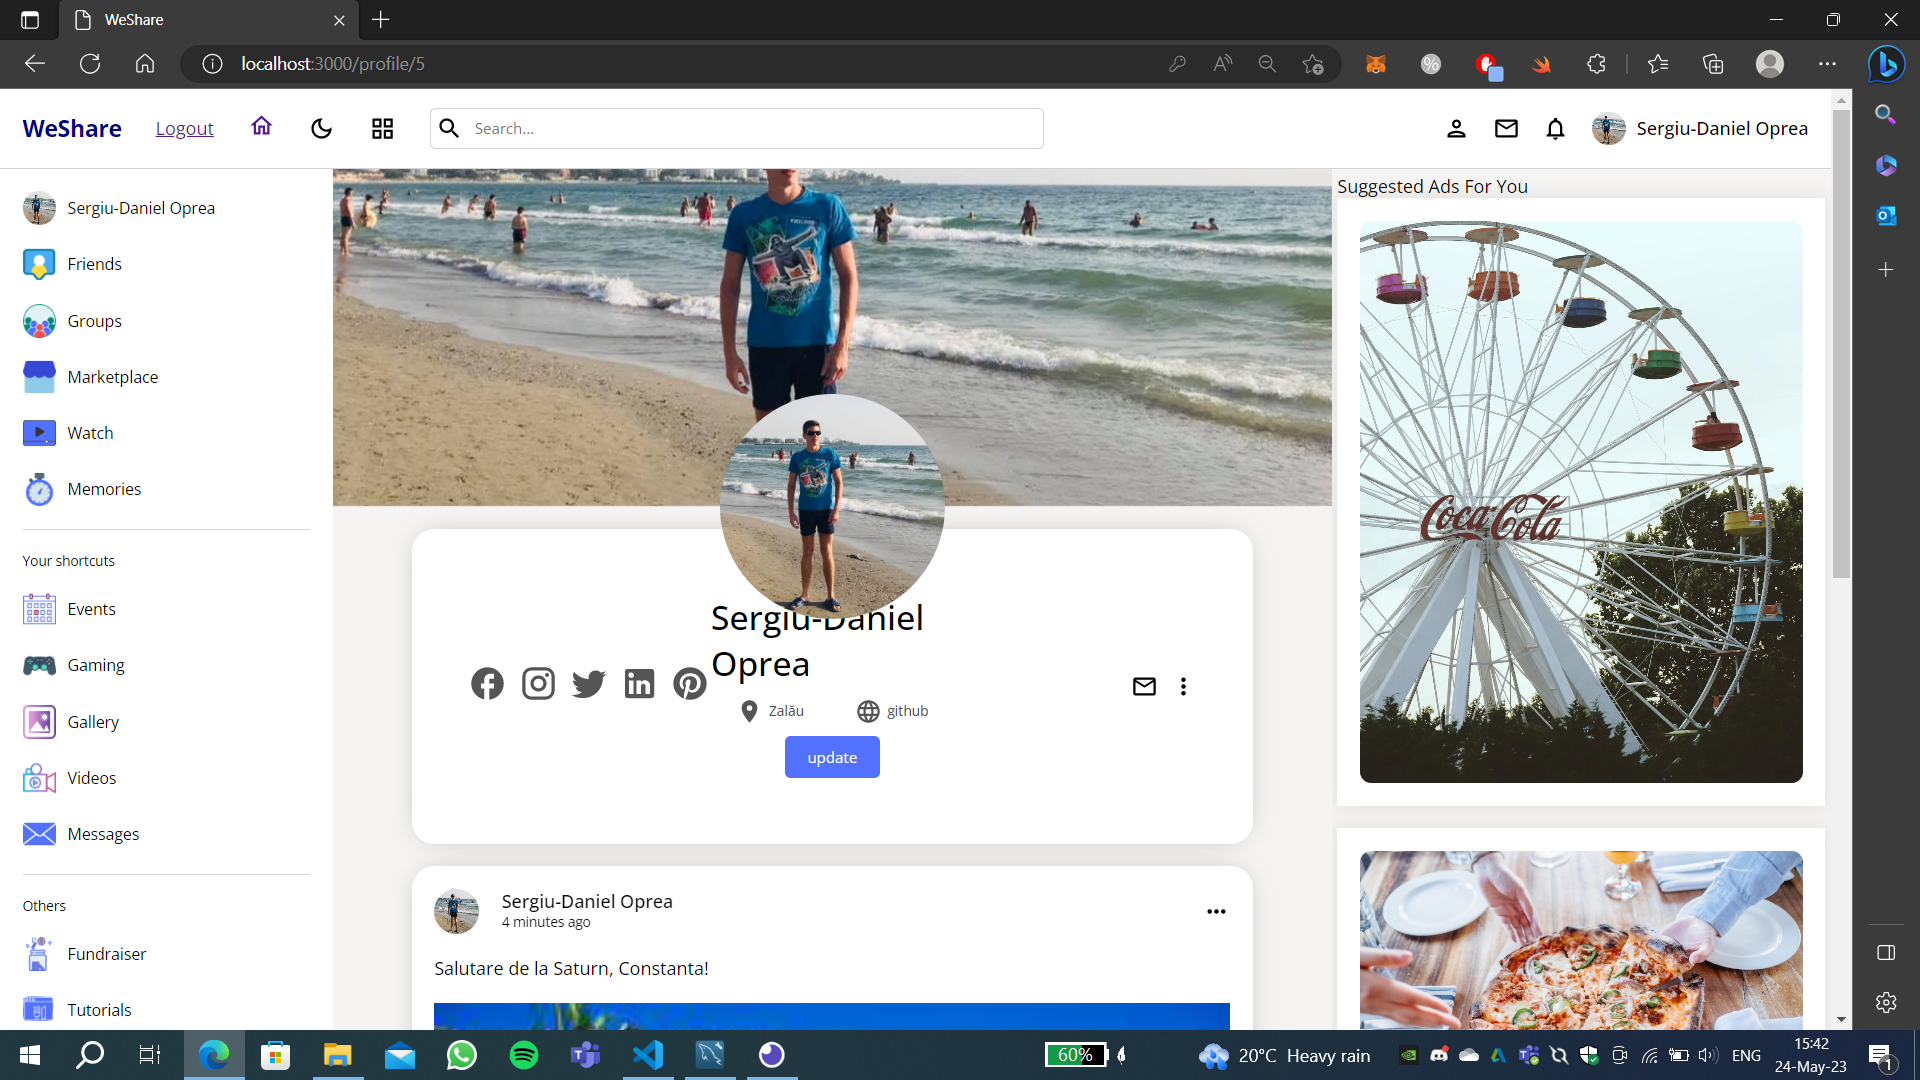 WeShare
localhost:3000/profile/5
WeShare
Logout
Search...
Sergiu-Daniel Oprea
Sergiu-Daniel Oprea
Friends
Groups
Marketplace
Watch
Memories
Your shortcuts
Events
Gaming
Gallery
Videos
Messages
Others
Fundraiser
Tutorials
Sergiu-Daniel
Oprea
Zalău
github
update
Sergiu-Daniel Oprea
4 minutes ago
Salutare de la Saturn, Constanta!
Suggested Ads For You
Coca-Cola
60%
20°C Heavy rain
ENG
15:42
24-May-23
1